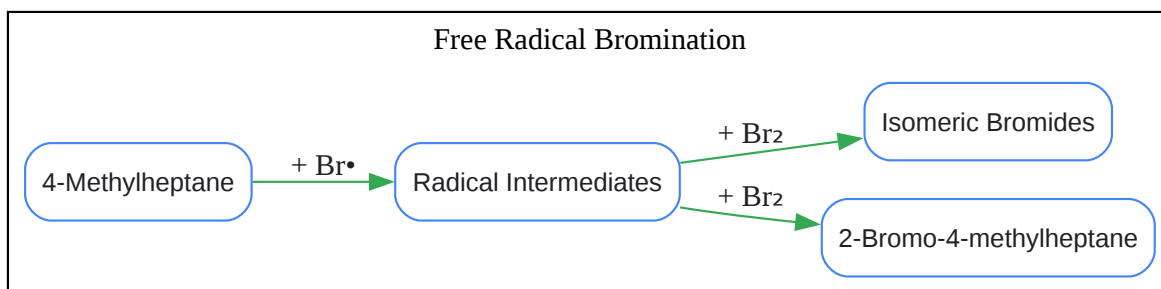 Free Radical Bromination
4-Methylheptane
+ Br•
Radical Intermediates
+ Br₂
Isomeric Bromides
+ Br₂
2-Bromo-4-methylheptane